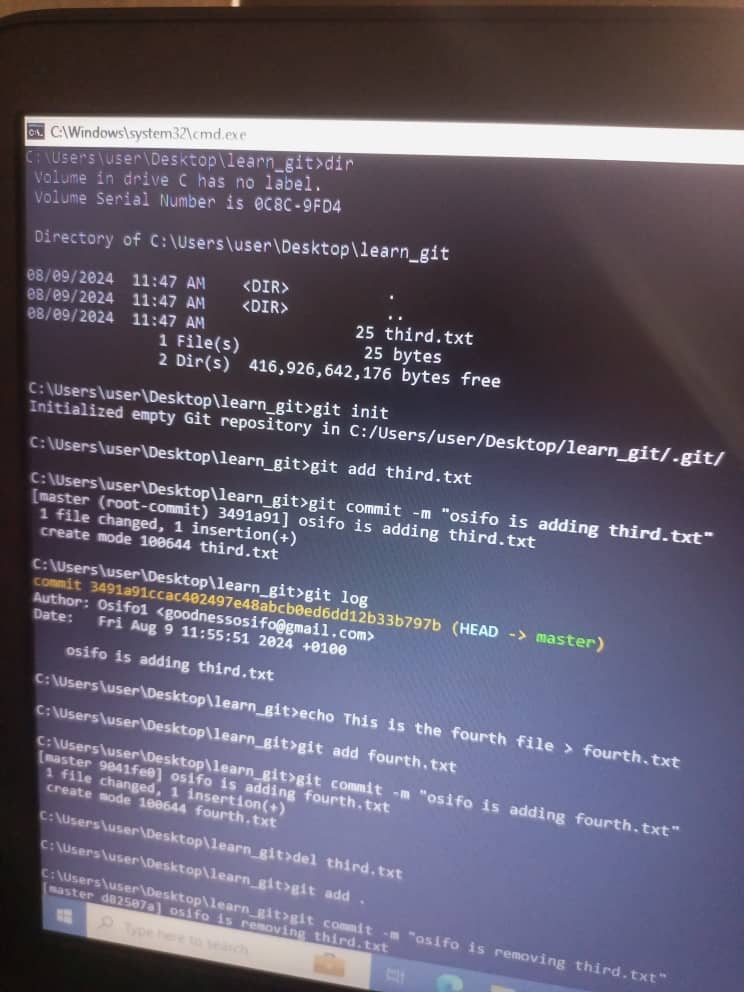 C:\Windows\system32\cmd.exe
C:\Users\user\Desktop\learn_git>dir
Volume in drive C has no label.
Volume Serial Number is 0C8C-9FD4
Directory of C:\Users\user\Desktop\learn_git
08/09/2024 11:47 AM <DIR> .
08/09/2024 11:47 AM <DIR> ..
08/09/2024 11:47 AM 25 third.txt
1 File(s) 25 bytes
2 Dir(s) 416,926,642,176 bytes free
C:\Users\user\Desktop\learn_git>git init
Initialized empty Git repository in C:/Users/user/Desktop/learn_git/.git/
C:\Users\user\Desktop\learn_git>git add third.txt
C:\Users\user\Desktop\learn_git>git commit -m "osifo is adding third.txt"
[master (root-commit) 3491a91] osifo is adding third.txt
1 file changed, 1 insertion(+)
create mode 100644 third.txt
C:\Users\user\Desktop\learn_git>git log
commit 3491a91ccac402497e48abcb0ed6dd12b33b797b (HEAD -> master)
Author: Osifo1 <goodnessosifo@gmail.com>
Date: Fri Aug 9 11:55:51 2024 +0100
osifo is adding third.txt
C:\Users\user\Desktop\learn_git>echo This is the fourth file > fourth.txt
C:\Users\user\Desktop\learn_git>git add fourth.txt
C:\Users\user\Desktop\learn_git>git commit -m "osifo is adding fourth.txt"
[master 9041fe0] osifo is adding fourth.txt
1 file changed, 1 insertion(+)
create mode 100644 fourth.txt
C:\Users\user\Desktop\learn_git>del third.txt
C:\Users\user\Desktop\learn_git>git add .
C:\Users\user\Desktop\learn_git>git commit -m "osifo is removing third.txt"
[master d82507a] osifo is removing third.txt
Type here to search